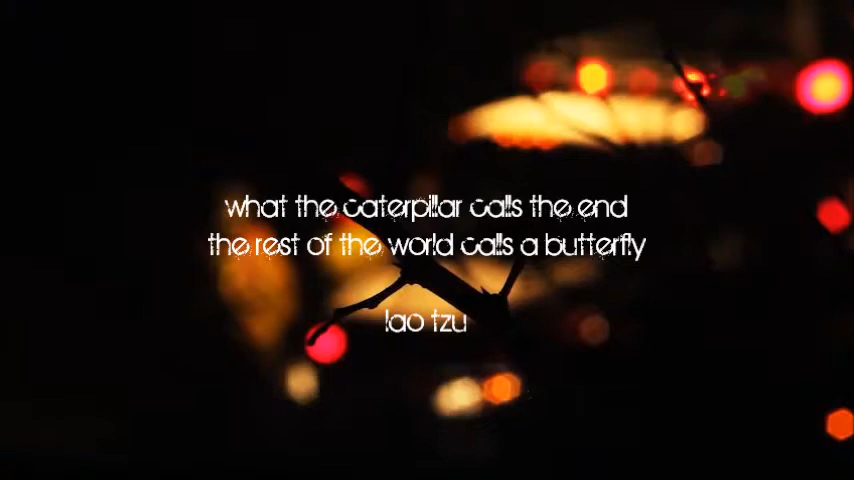 what the caterpillar calls the end
the rest of the world calls a butterfly
lao tzu